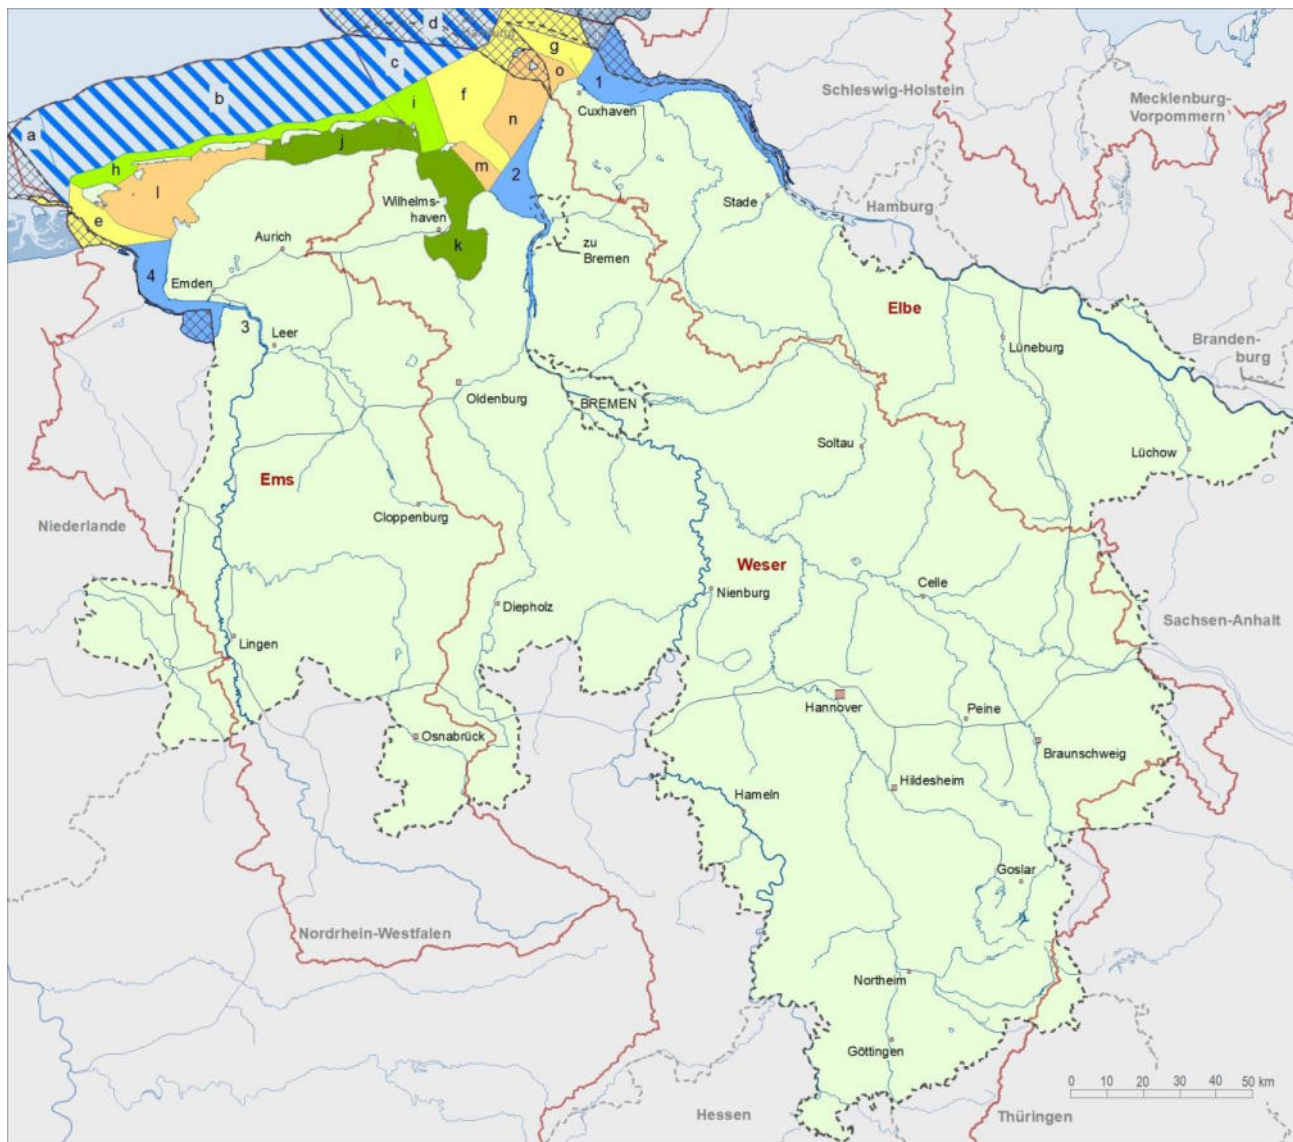 d
Hamburg
g
c
o
1
b
f
i
Cuxhaven
Schleswig-Holstein
Mecklenburg-
Vorpommern
n
a
j
h
m
2
l
Wilhelms-
haven
Stade
Hamburg
e
Aurich
k
zu
Bremen
4
Emden
3
Leer
Elbe
Lüneburg
Branden-
burg
Oldenburg
BREMEN
Soltau
Lüchow
Ems
Cloppenburg
Niederlande
Weser
Celle
Nienburg
Diepholz
Sachsen-Anhalt
Lingen
Hannover
Peine
Osnabrück
Braunschweig
Hildesheim
Hameln
Goslar
Nordrhein-Westfalen
Northeim
Göttingen
0 10 20 30 40 50 km
Hessen
Thüringen